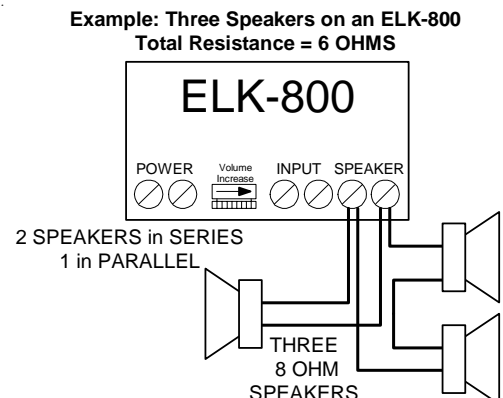 Example: Three Speakers on an ELK-800
Total Resistance = 6 OHMS
ELK-800
POWER
Volume
Increase
INPUT
SPEAKER
2 SPEAKERS in SERIES
1 in PARALLEL
THREE
8 OHM
SPEAKERS